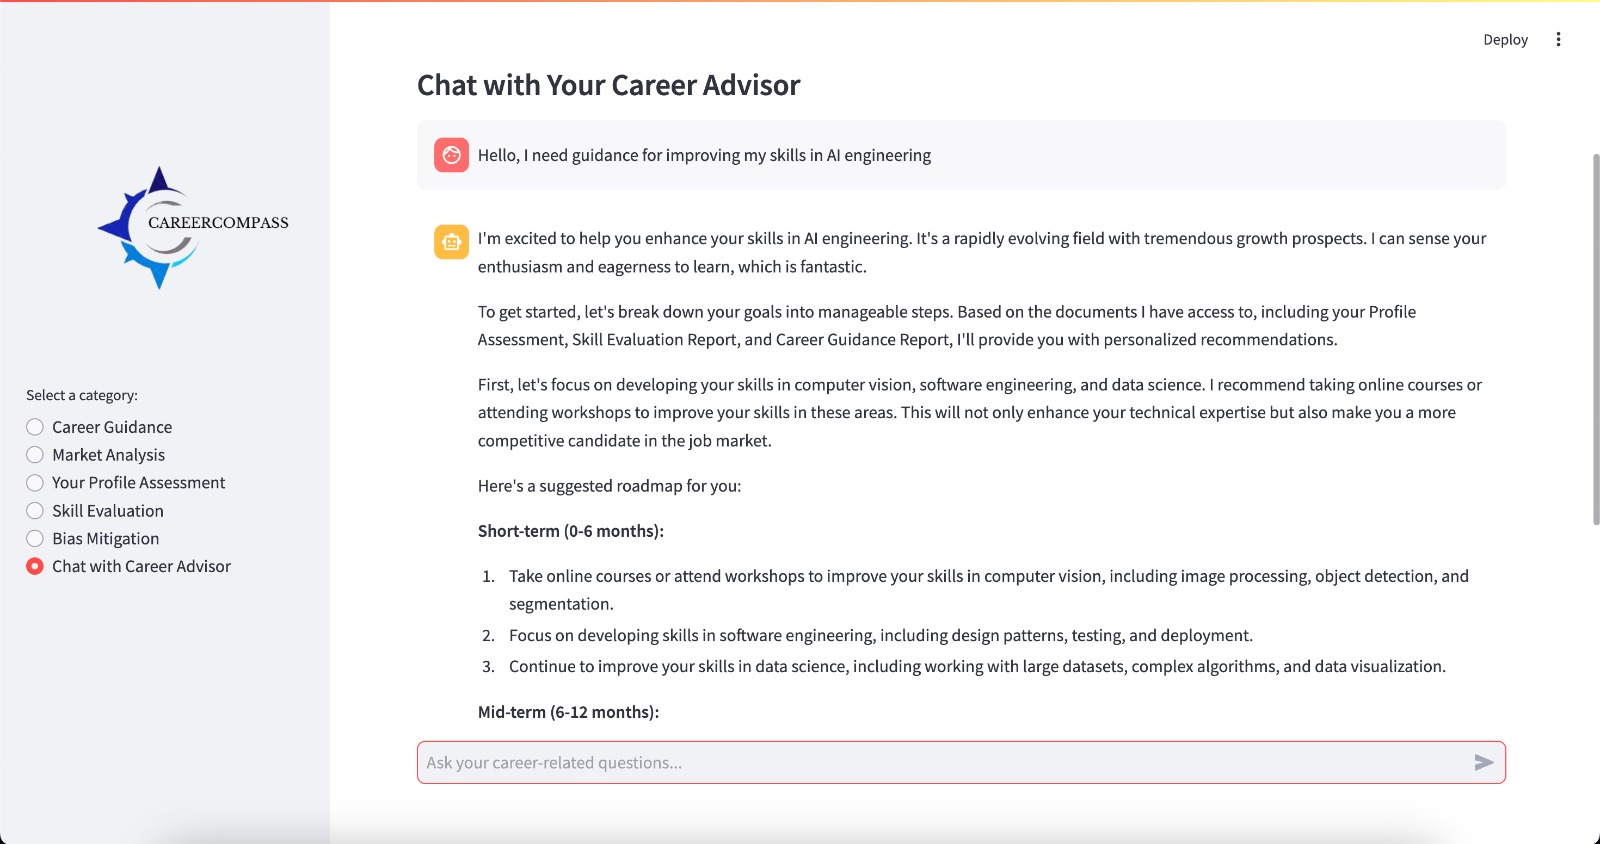 Deploy
Chat with Your Career Advisor
Hello, I need guidance for improving my skills in AI engineering
CAREERCOMPASS
I'm excited to help you enhance your skills in AI engineering. It's a rapidly evolving field with tremendous growth prospects. I can sense your
enthusiasm and eagerness to learn, which is fantastic.
To get started, let's break down your goals into manageable steps. Based on the documents I have access to, including your Profile
Assessment, Skill Evaluation Report, and Career Guidance Report, I'll provide you with personalized recommendations.
First, let's focus on developing your skills in computer vision, software engineering, and data science. I recommend taking online courses or
attending workshops to improve your skills in these areas. This will not only enhance your technical expertise but also make you a more
competitive candidate in the job market.
Here's a suggested roadmap for you:
Short-term (0-6 months):
1. Take online courses or attend workshops to improve your skills in computer vision, including image processing, object detection, and
segmentation.
2. Focus on developing skills in software engineering, including design patterns, testing, and deployment.
3. Continue to improve your skills in data science, including working with large datasets, complex algorithms, and data visualization.
Mid-term (6-12 months):
Ask your career-related questions...
Select a category:
Career Guidance
Market Analysis
Your Profile Assessment
Skill Evaluation
Bias Mitigation
Chat with Career Advisor